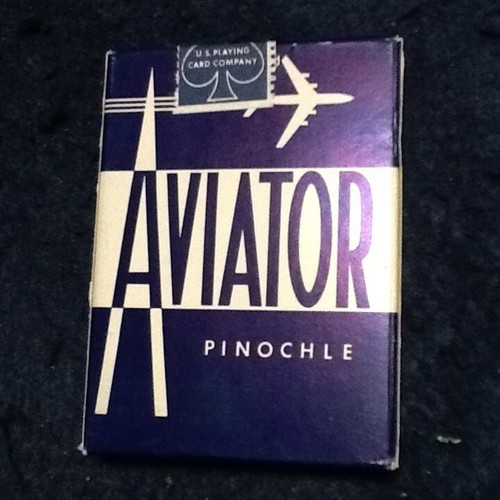 U.S. PLAYING
CARD COMPANY
AVIATOR
PINOCHLE